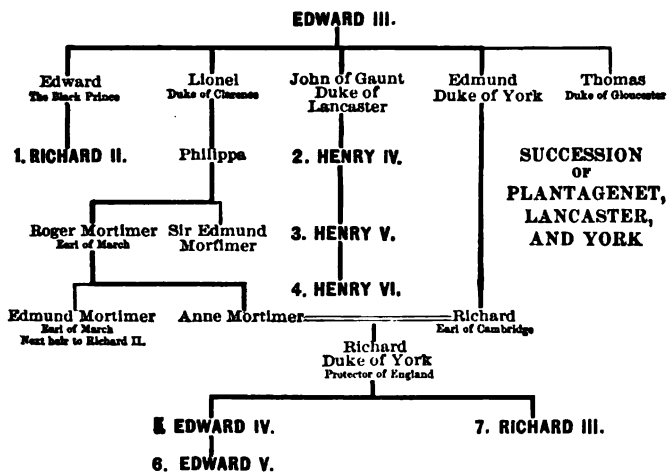 EDWARD III.
Edward
The Black Prince
Lionel
Duke of Clarence
John of Gaunt
Duke of
Lancaster
Edmund
Duke of York
Thomas
Duke of Gloucester
1. RICHARD II.
Philippa
2. HENRY IV.
SUCCESSION
OF
PLANTAGENET,
LANCASTER,
AND YORK
Roger Mortimer
Earl of March
Sir Edmund
Mortimer
3. HENRY V.
4. HENRY VI.
Edmund Mortimer
Earl of March
Next heir to Richard II.
Anne Mortimer
Richard
Earl of Cambridge
Richard
Duke of York
Protector of England
5. EDWARD IV.
7. RICHARD III.
6. EDWARD V.